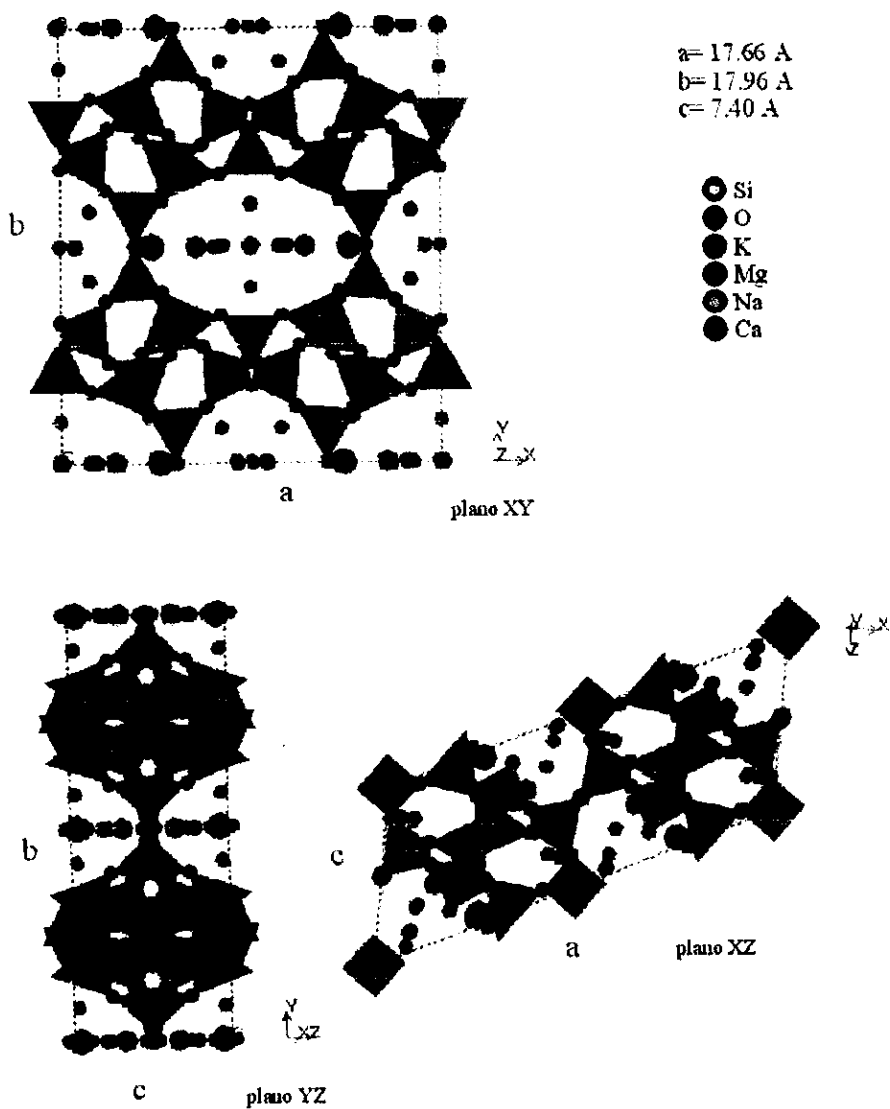 a= 17.66 A
b= 17.96 A
c= 7.40 A
Si
O
K
Mg
Na
Ca
b
Y
Z X
a
plano XY
Y X
Z
b
c
Y
XZ
a
plano XZ
c
plano YZ